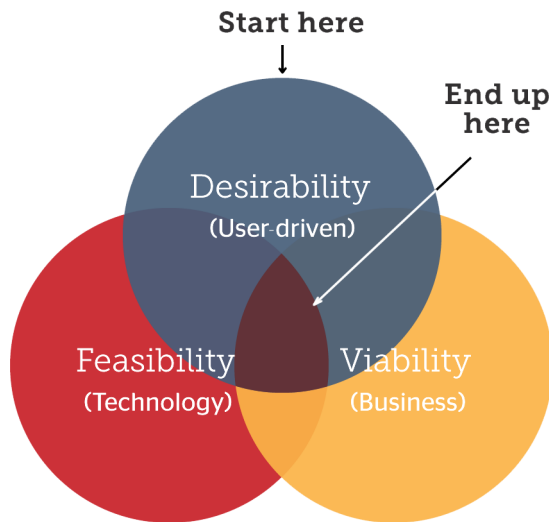 Start here
End up
here
Desirability
(User-driven)
Feasibility
(Technology)
Viability
(Business)